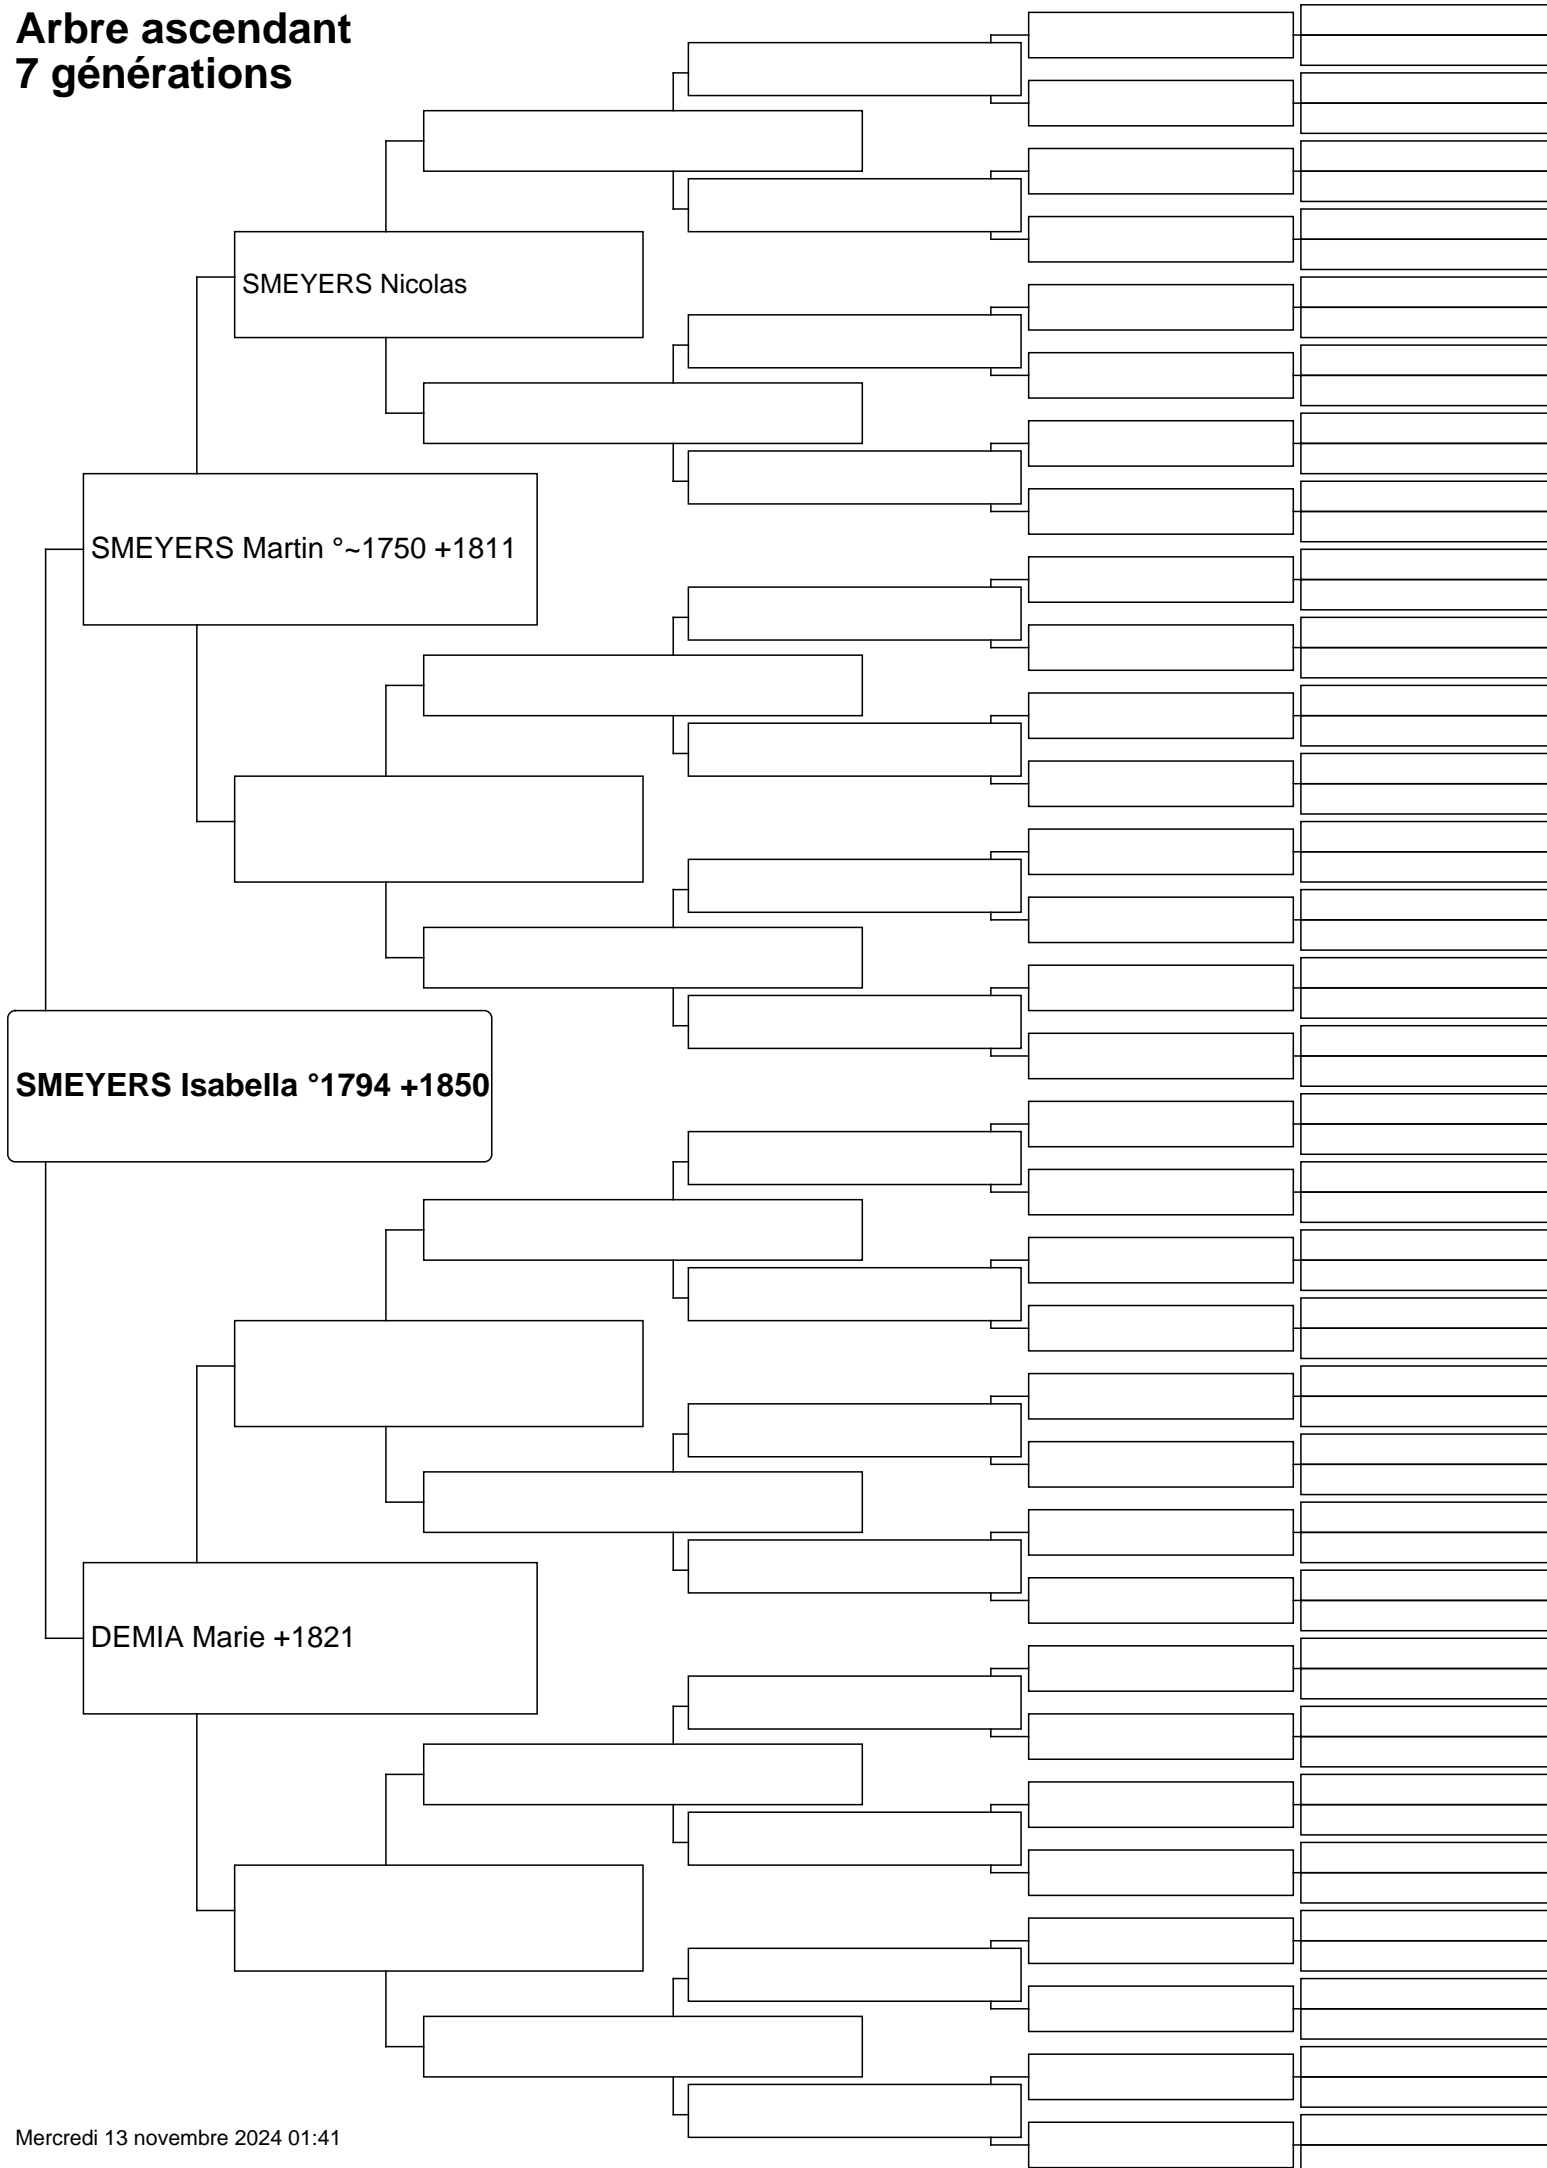 Arbre ascendant
7 générations
SMEYERS Nicolas
SMEYERS Martin °~1750 +1811
SMEYERS Isabella °1794 +1850
DEMIA Marie +1821
Mercredi 13 novembre 2024 01:41